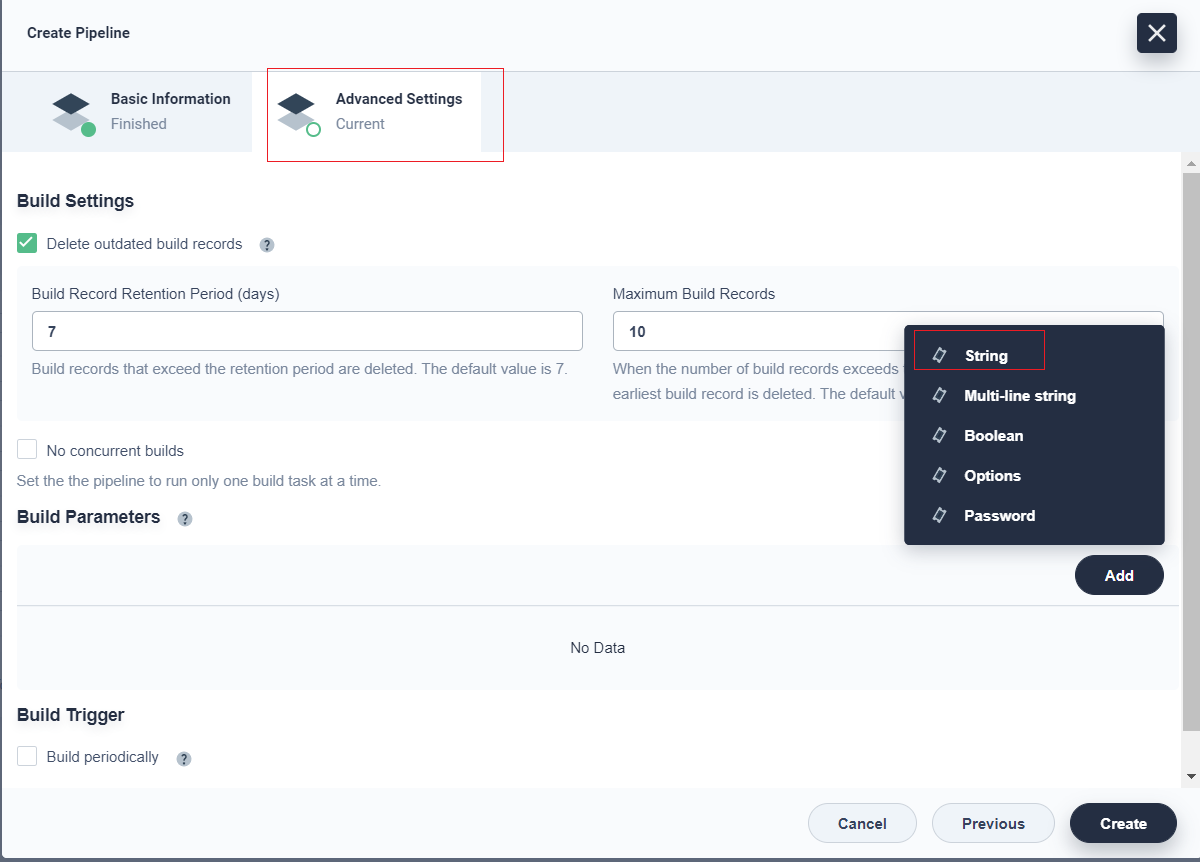 Create Pipeline
Basic Information
Finished
Advanced Settings
Current
Build Settings
Delete outdated build records ?
Build Record Retention Period (days)
7
Build records that exceed the retention period are deleted. The default value is 7.
Maximum Build Records
10
When the number of build records exceeds
earliest build record is deleted. The default
String
Multi-line string
Boolean
Options
Password
No concurrent builds
Set the the pipeline to run only one build task at a time.
Build Parameters ?
Add
No Data
Build Trigger
Build periodically ?
Cancel
Previous
Create